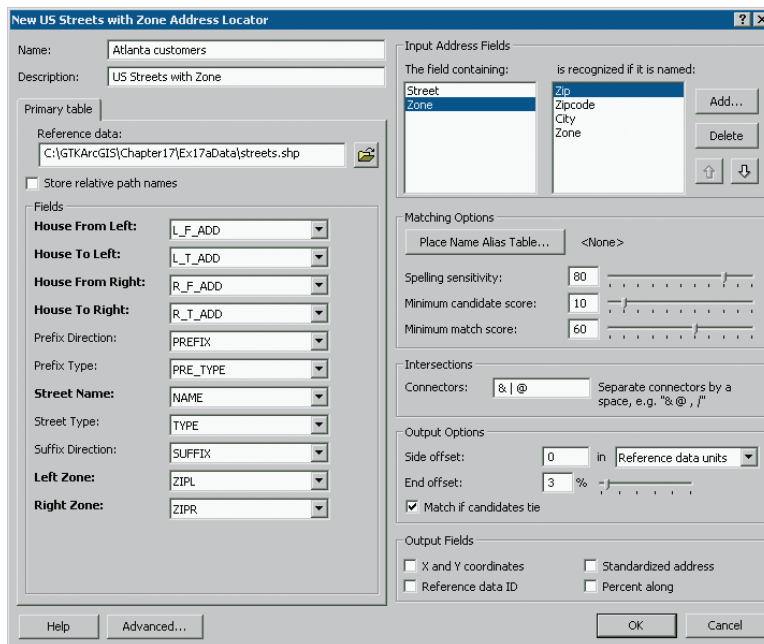 New US Streets with Zone Address Locator
Name: Atlanta customers
Description: US Streets with Zone
Primary table
Reference data:
C:\GTKArcGIS\Chapter17\Ex17aData\streets.shp
Store relative path names
Fields
House From Left: L_F_ADD
House To Left: L_T_ADD
House From Right: R_F_ADD
House To Right: R_T_ADD
Prefix Direction: PREFIX
Prefix Type: PRE_TYPE
Street Name: NAME
Street Type: TYPE
Suffix Direction: SUFFIX
Left Zone: ZIPL
Right Zone: ZIPR
Help Advanced...
Input Address Fields
The field containing: is recognized if it is named:
Street Zip
Zone Zipcode
City
Zone
Add...
Delete
Matching Options
Place Name Alias Table... <None>
Spelling sensitivity: 80
Minimum candidate score: 10
Minimum match score: 60
Intersections
Connectors: & | @ Separate connectors by a
space, e.g. "& @ , /"
Output Options
Side offset: 0 in Reference data units
End offset: 3 %
Match if candidates tie
Output Fields
X and Y coordinates Standardized address
Reference data ID Percent along
OK Cancel